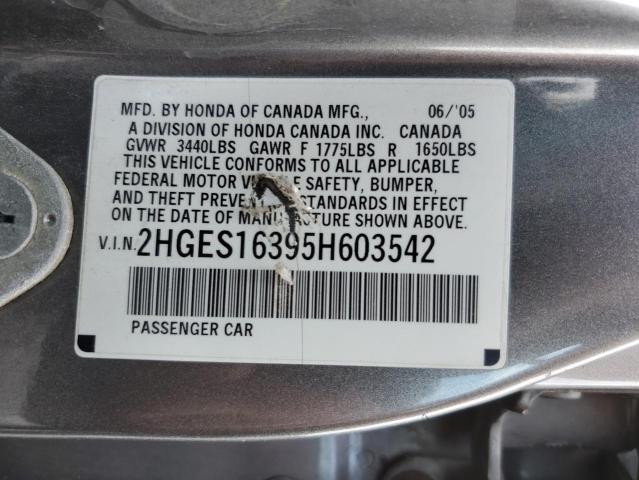 MFD. BY HONDA OF CANADA MFG., 06/'05
A DIVISION OF HONDA CANADA INC. CANADA
GVWR 3440LBS GAWR F 1775LBS R 1650LBS
THIS VEHICLE CONFORMS TO ALL APPLICABLE
FEDERAL MOTOR SAFETY, BUMPER,
AND THEFT STANDARDS IN EFFECT
ON THE DATE OF MANUFACTURE SHOWN ABOVE.
V.I.N. 2HGES16395H603542
PASSENGER CAR